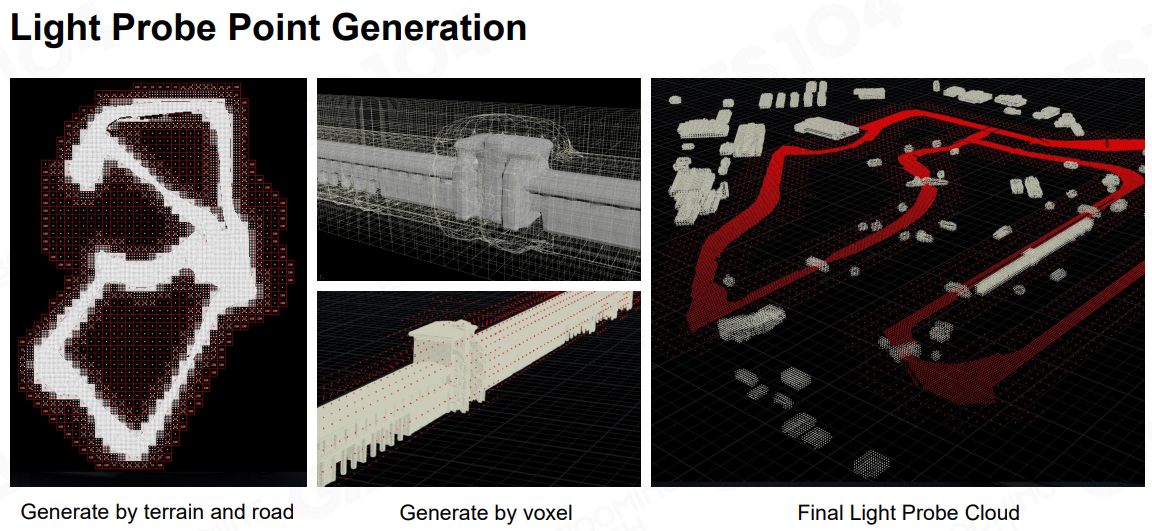 Light Probe Point Generation
Generate by terrain and road
Generate by voxel
Final Light Probe Cloud